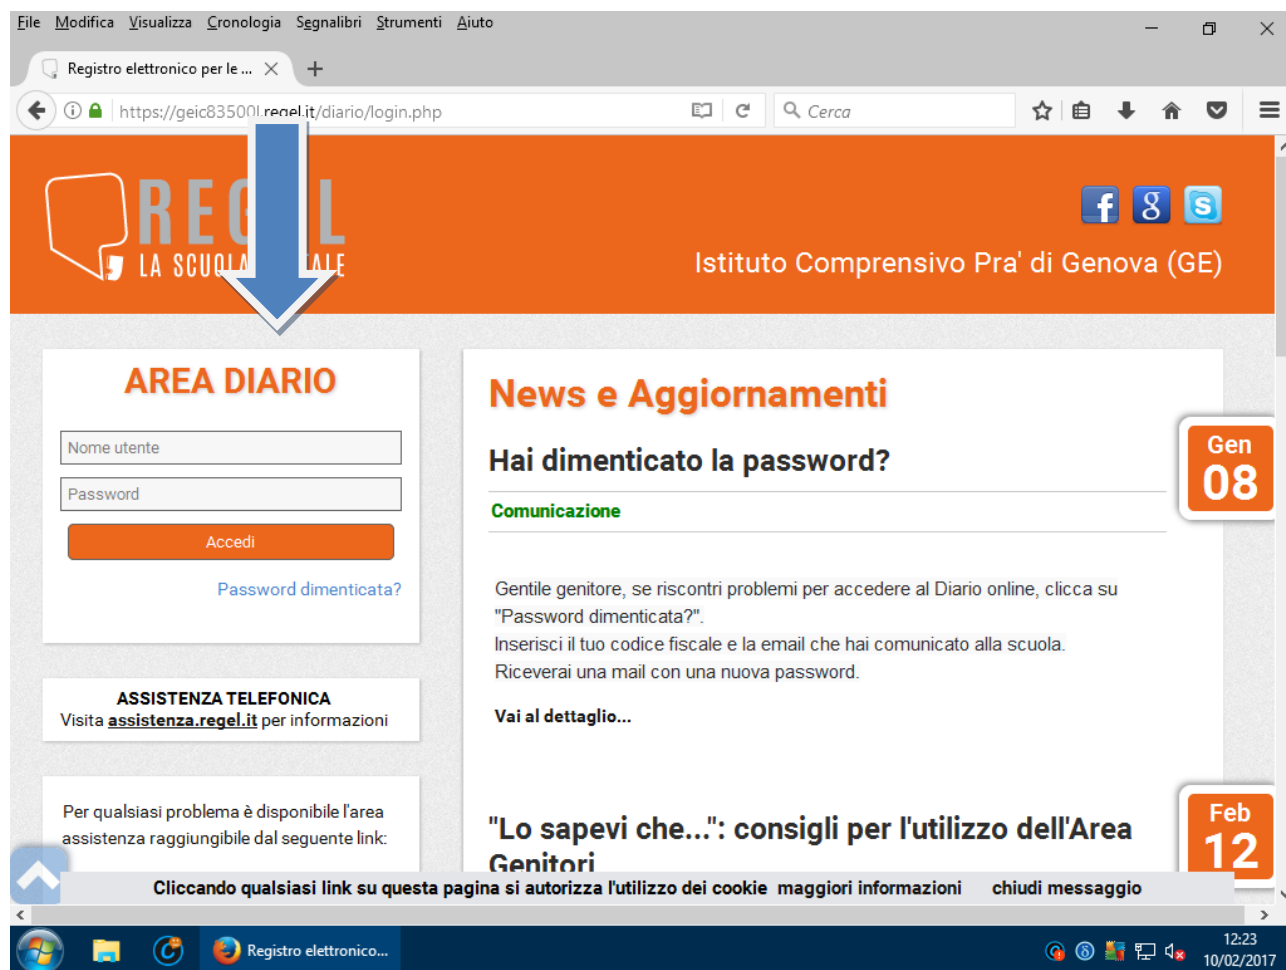 File Modifica Visualizza Cronologia Segnalibri Strumenti Aiuto
Registro elettronico per le ...
https://geic83500l.regel.it/diario/login.php
Cerca
LA SCUOLA
Istituto Comprensivo Pra' di Genova (GE)
AREA DIARIO
Nome utente
Password
Accedi
Password dimenticata?
ASSISTENZA TELEFONICA
Visita assistenza.regel.it per informazioni
Per qualsiasi problema è disponibile l'area
assistenza raggiungibile dal seguente link:
News e Aggiornamenti
Hai dimenticato la password?
Gen
08
Comunicazione
Gentile genitore, se riscontri problemi per accedere al Diario online, clicca su
"Password dimenticata?".
Inserisci il tuo codice fiscale e la email che hai comunicato alla scuola.
Riceverai una mail con una nuova password.
Vai al dettaglio...
"Lo sapevi che...": consigli per l'utilizzo dell'Area
Genitori
Feb
12
Cliccando qualsiasi link su questa pagina si autorizza l'utilizzo dei cookie maggiori informazioni chiudi messaggio
Registro elettronico...
12:23
10/02/2017